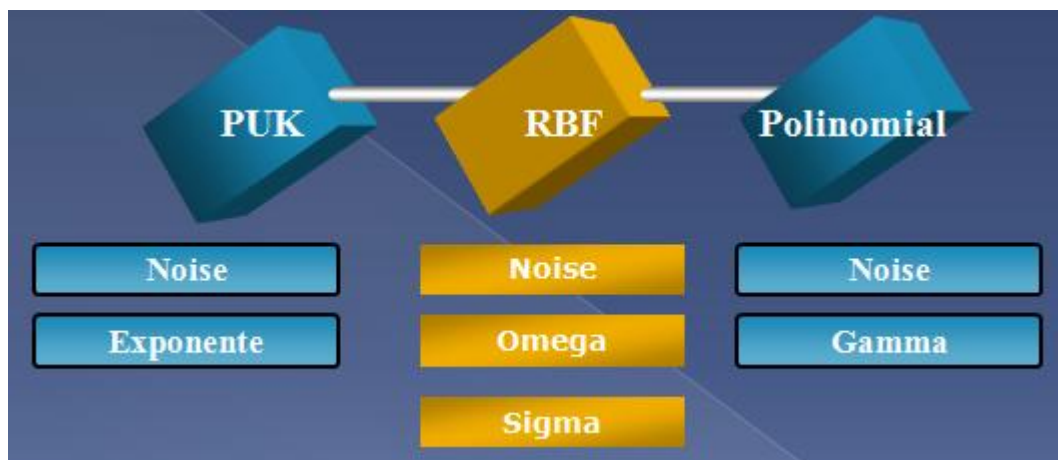 PUK RBF Polinomial
Noise Noise Noise
Exponente Omega Gamma
Sigma